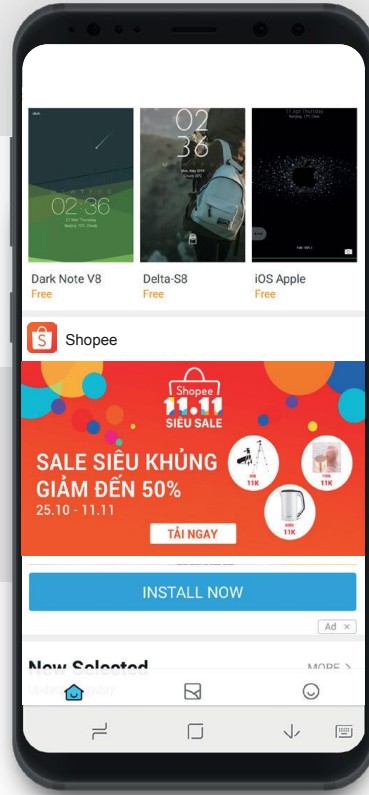 02 36
02:36
Dark Note V8
Free
Delta-S8
Free
iOS Apple
Free
Shopee
Shopee
11.11
SIÊU SALE
SALE SIÊU KHỦNG
GIẢM ĐẾN 50%
25.10 - 11.11
TẢI NGAY
11K
11K
11K
INSTALL NOW
Ad ×
New Selected
MORE >